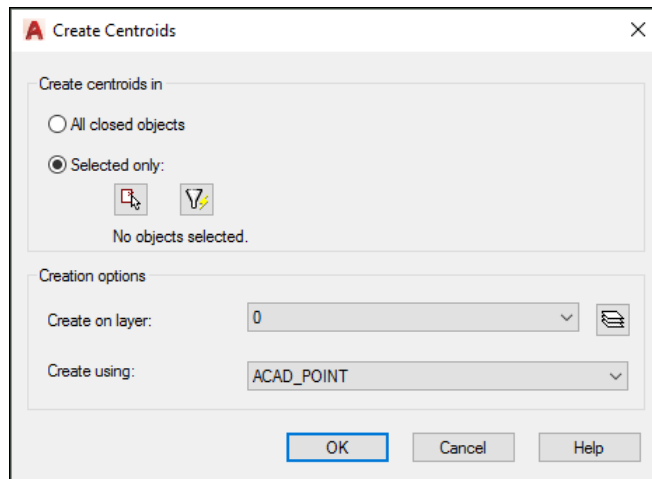 Create Centroids
Create centroids in
All closed objects
Selected only:
No objects selected.
Creation options
Create on layer:
0
Create using:
ACAD_POINT
OK
Cancel
Help